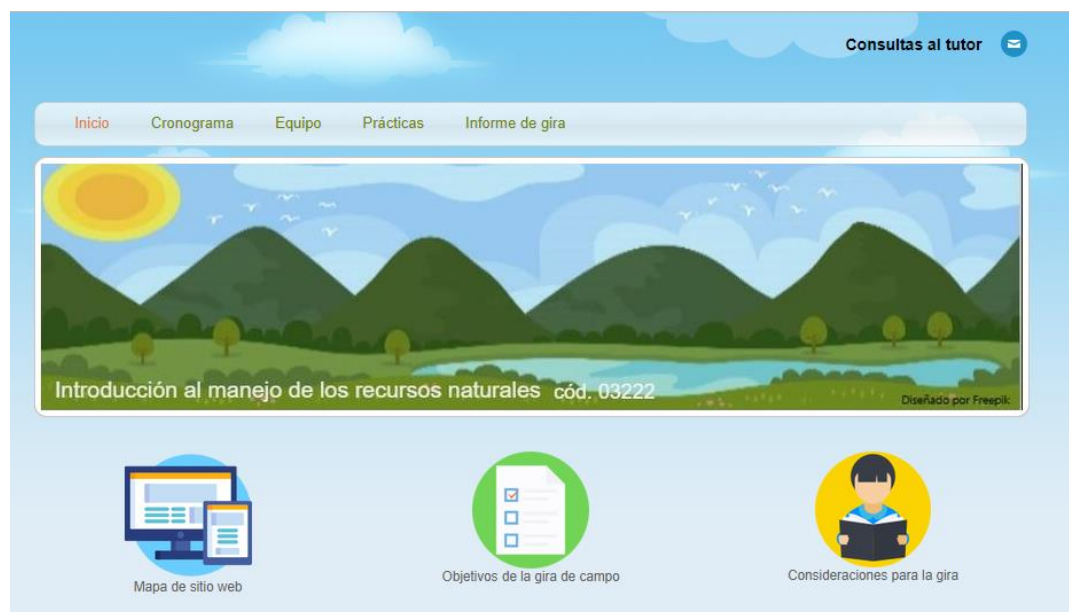 Consultas al tutor
Inicio Cronograma Equipo Prácticas Informe de gira
Introducción al manejo de los recursos naturales cód. 03222
Diseñado por Freepik
Mapa de sitio web
Objetivos de la gira de campo
Consideraciones para la gira